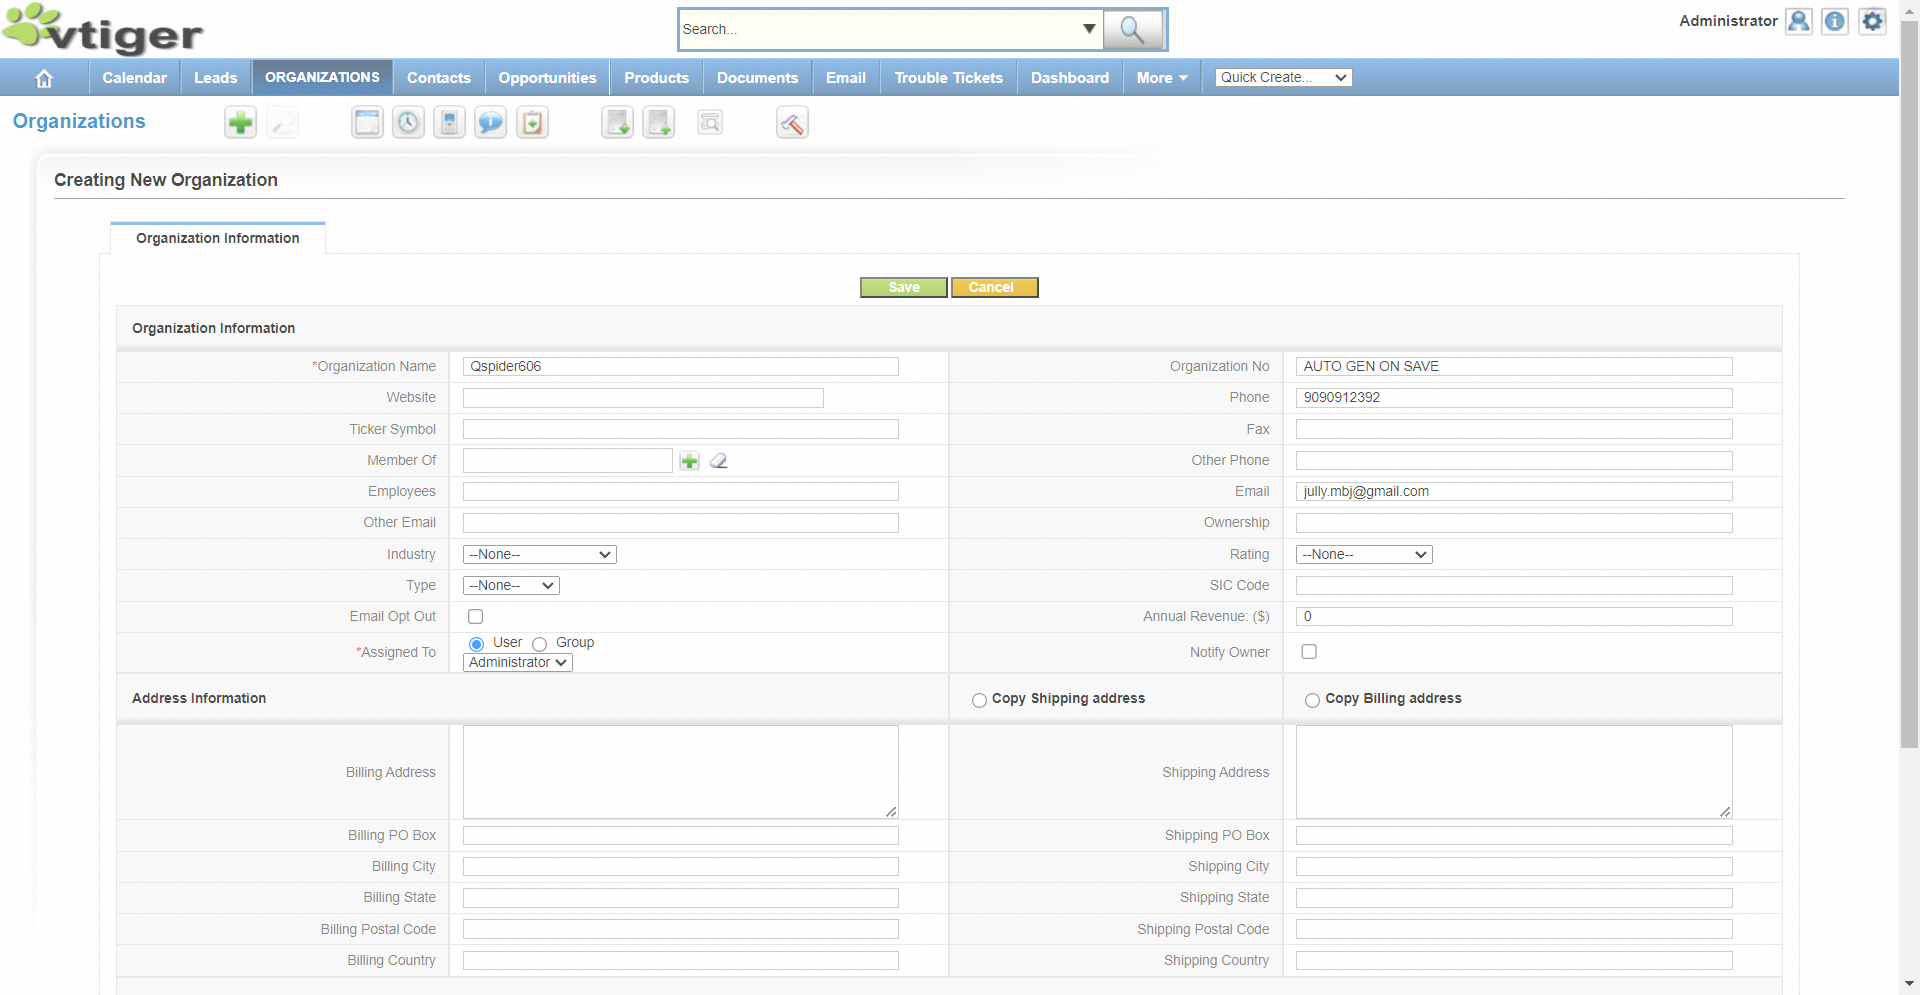 vtiger
Search...
Administrator
Calendar Leads ORGANIZATIONS Contacts Opportunities Products Documents Email Trouble Tickets Dashboard More Quick Create...
Organizations
Creating New Organization
Organization Information
Save Cancel
Organization Information
*Organization Name Qspider606 Organization No AUTO GEN ON SAVE
Website Phone 9090912392
Ticker Symbol Fax
Member Of Other Phone
Employees Email jully.mbj@gmail.com
Other Email Ownership
Industry --None-- Rating --None--
Type --None-- SIC Code
Email Opt Out Annual Revenue: ($) 0
*Assigned To User Group Administrator Notify Owner
Address Information Copy Shipping address Copy Billing address
Billing Address Shipping Address
Billing PO Box Shipping PO Box
Billing City Shipping City
Billing State Shipping State
Billing Postal Code Shipping Postal Code
Billing Country Shipping Country